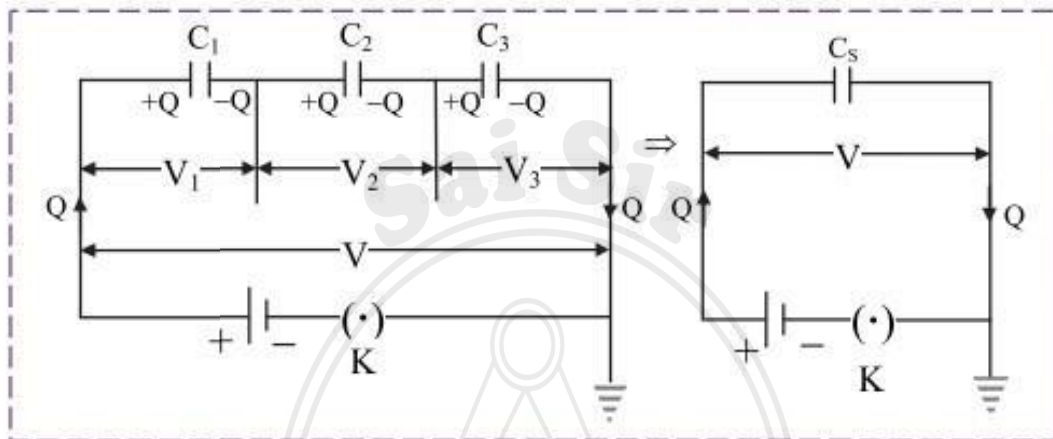 C₁ C₂ C₃
+Q –Q +Q –Q +Q –Q
V₁ V₂ V₃
Q Q
V
+ – (·)
K
⇒
Cₛ
V
Q Q
+ – (·)
K
Sai Sir